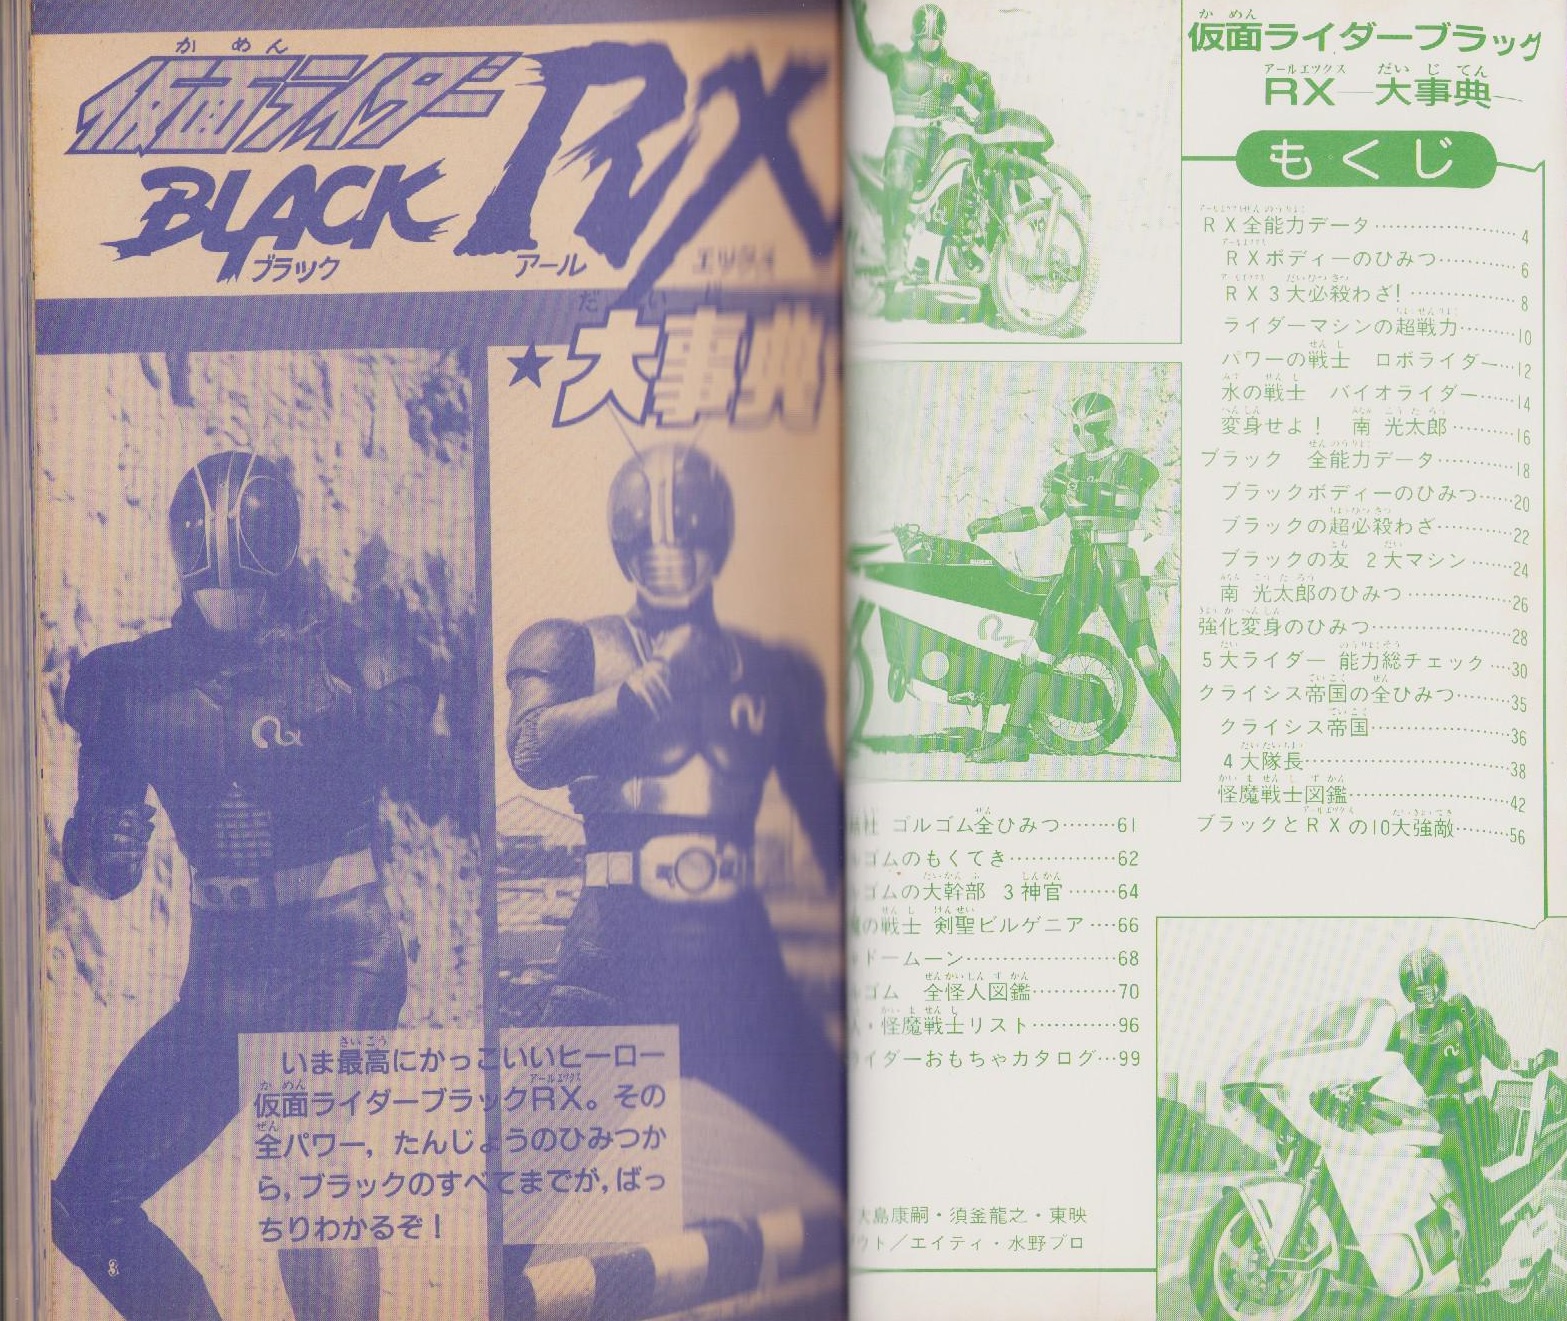 仮面ライダー
BLACK RX
ブラック アール
★大事典
いま最高にかっこいいヒーロー
仮面ライダーブラックRX。その
全パワー，たんじょうのひみつか
ら，ブラックのすべてまでが，ばっ
ちりわかるぞ！
仮面ライダーブラック
RX 大事典
もくじ
RX全能力データ……4
RXボディーのひみつ……6
RX3大必殺わざ！……8
ライダーマシンの超戦力……10
パワーの戦士 ロボライダー……12
水の戦士 バイオライダー……14
変身せよ！ 南 光太郎……16
ブラック 全能力データ……18
ブラックボディーのひみつ……20
ブラックの超必殺わざ……22
ブラックの友 2大マシン……24
南 光太郎のひみつ……26
強化変身のひみつ……28
5大ライダー 能力総チェック……30
クライシス帝国の全ひみつ……35
クライシス帝国……36
4大隊長……38
怪魔戦士図鑑……42
ブラックとRXの10大強敵……56
ゴルゴム全ひみつ……61
ルゴムのもくてき……62
ルゴムの大幹部 3神官……64
の戦士 剣聖ビルゲニア……66
ドームーン……68
ゴム 全怪人図鑑……70
人・怪魔戦士リスト……96
ライダーおもちゃカタログ…99
大島康嗣・須釜龍之・東映
ウト／エイティ・水野プロ